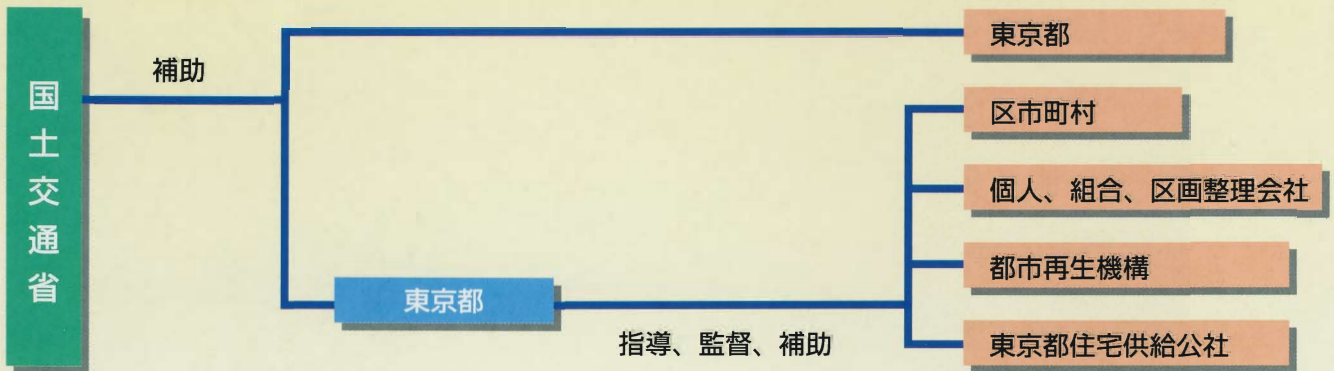 国土交通省
補助
東京都
区市町村
個人、組合、区画整理会社
都市再生機構
東京都住宅供給公社
東京都
指導、監督、補助